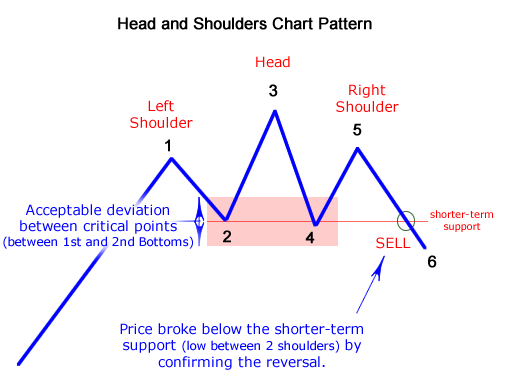 Head and Shoulders Chart Pattern
Head
3
Left
Shoulder
1
Right
Shoulder
5
Acceptable deviation
between critical points
(between 1st and 2nd Bottoms)
2
4
shorter-term
support
SELL
6
Price broke below the shorter-term
support (low between 2 shoulders) by
confirming the reversal.